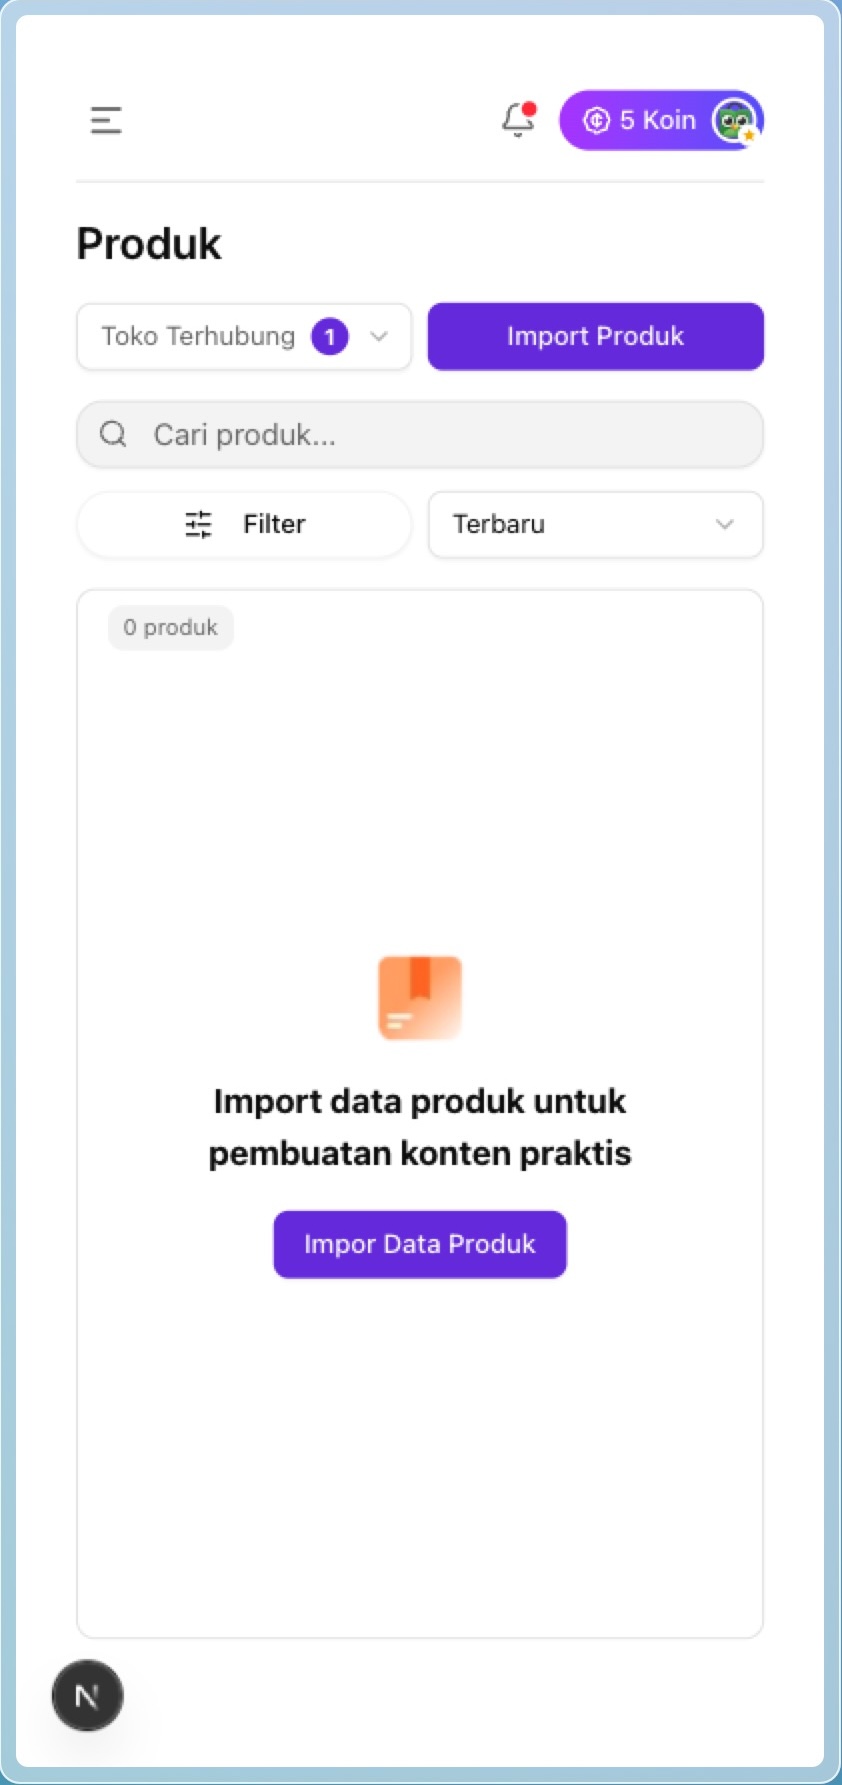 5 Koin
Produk
Toko Terhubung 1
Import Produk
Cari produk...
Filter
Terbaru
0 produk
Import data produk untuk
pembuatan konten praktis
Impor Data Produk
N